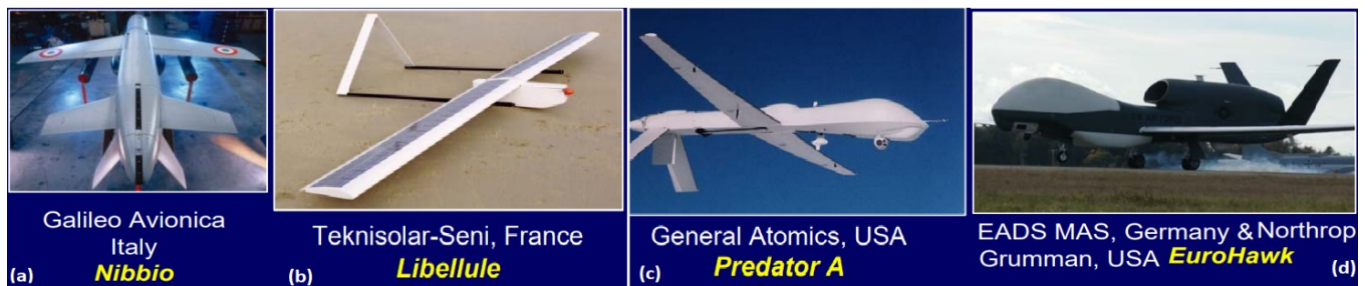 Galileo Avionica
Italy
(a) Nibbio
Teknisolar-Seni, France
(b) Libellule
General Atomics, USA
(c) Predator A
EADS MAS, Germany & Northrop
Grumman, USA EuroHawk (d)